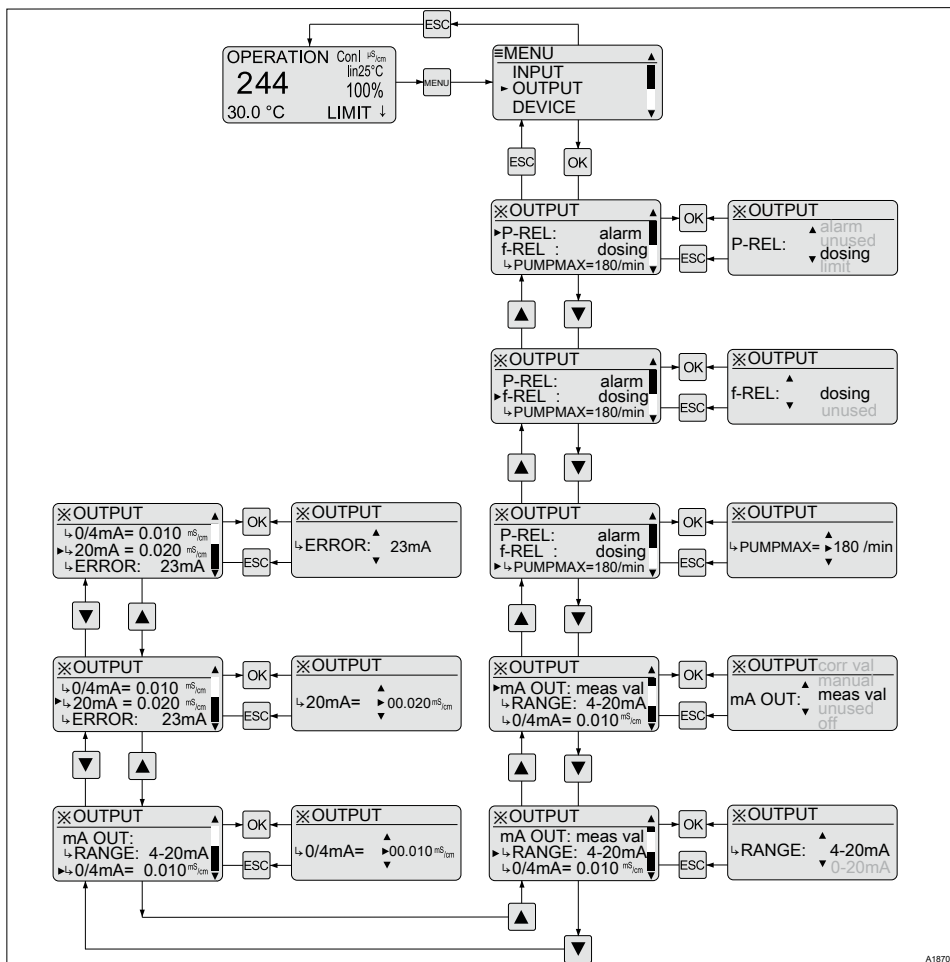 ESC
OPERATION ConI µS/cm
lin25°C
244 100%
30.0 °C LIMIT ↓
MENU
≡MENU ▲
INPUT
► OUTPUT
DEVICE ▼
ESC OK
※OUTPUT ▲
►P-REL: alarm
f-REL : dosing
↳PUMPMAX=180/min ▼
OK
ESC
※OUTPUT
▲ alarm
unused
P-REL: dosing
▼ limit
▲ ▼
※OUTPUT ▲
P-REL: alarm
►f-REL : dosing
↳PUMPMAX=180/min ▼
OK
ESC
※OUTPUT
▲
f-REL: dosing
▼ unused
▲ ▼
※OUTPUT ▲
↳0/4mA= 0.010 mS/cm
►↳20mA = 0.020 mS/cm
↳ERROR: 23mA ▼
OK
ESC
※OUTPUT
▲
↳ERROR: 23mA
▼
※OUTPUT ▲
P-REL: alarm
f-REL : dosing
►↳PUMPMAX=180/min ▼
OK
ESC
※OUTPUT
▲
↳PUMPMAX= ►180 /min
▼
▼ ▲
▲ ▼
※OUTPUT ▲
↳0/4mA= 0.010 mS/cm
►↳20mA = 0.020 mS/cm
↳ERROR: 23mA ▼
OK
ESC
※OUTPUT
▲
↳20mA= ► 00.020 mS/cm
▼
※OUTPUT ▲
►mA OUT: meas val
↳RANGE: 4-20mA
↳0/4mA= 0.010 mS/cm ▼
OK
ESC
※OUTPUT corr val
▲ manual
mA OUT: meas val
▼ unused
off
▼ ▲
▲ ▼
※OUTPUT ▲
mA OUT:
↳RANGE: 4-20mA
►↳0/4mA= 0.010 mS/cm ▼
OK
ESC
※OUTPUT
▲
↳0/4mA= ►00.010 mS/cm
▼
※OUTPUT ▲
mA OUT: meas val
►↳RANGE: 4-20mA
↳0/4mA= 0.010 mS/cm ▼
OK
ESC
※OUTPUT
▲
↳RANGE: 4-20mA
▼ 0-20mA
▲
▼
A1870